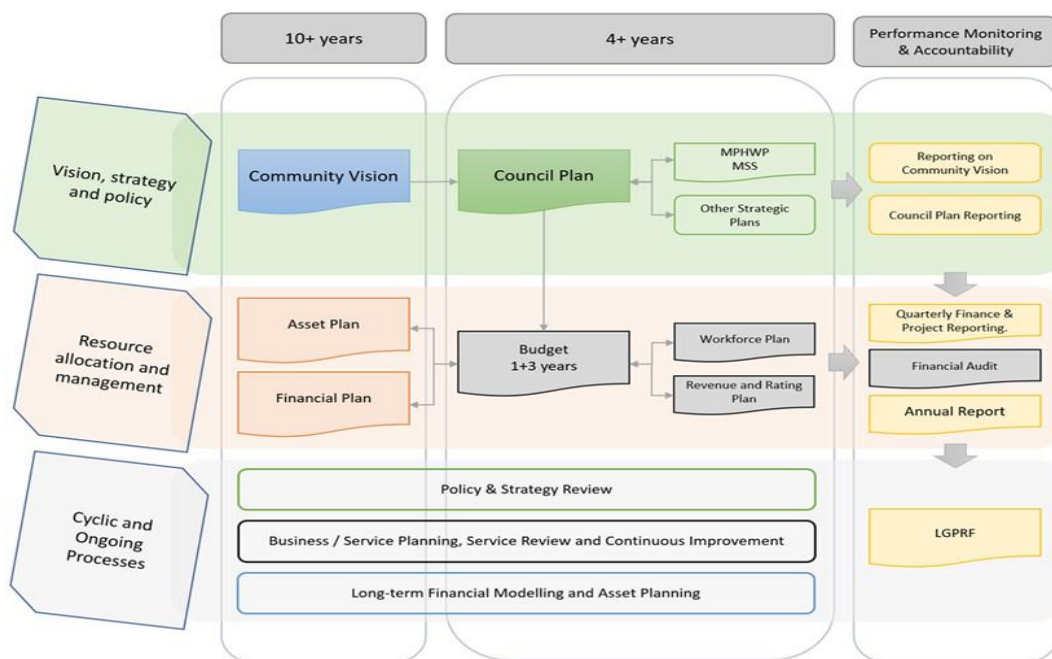 10+ years
4+ years
Performance Monitoring
& Accountability
Vision, strategy
and policy
Community Vision
Council Plan
MPHWP
MSS
Other Strategic
Plans
Reporting on
Community Vision
Council Plan Reporting
Resource
allocation and
management
Asset Plan
Financial Plan
Budget
1+3 years
Workforce Plan
Revenue and Rating
Plan
Quarterly Finance &
Project Reporting.
Financial Audit
Annual Report
Cyclic and
Ongoing
Processes
Policy & Strategy Review
Business / Service Planning, Service Review and Continuous Improvement
Long-term Financial Modelling and Asset Planning
LGPRF